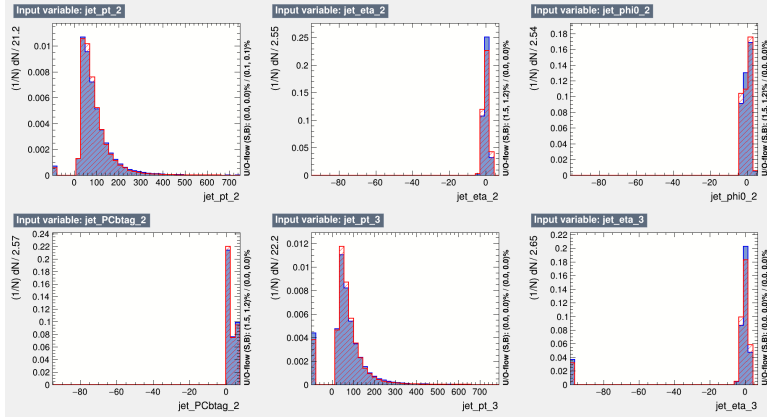 Input variable: jet_pt_2
(1/N) dN / 21.2
0.01
0.008
0.006
0.004
0.002
0
0 100 200 300 400 500 600 700
jet_pt_2
U/O-flow (S,B): (0.0, 0.0)% / (0.1, 0.1)%
Input variable: jet_eta_2
(1/N) dN / 2.55
0.25
0.2
0.15
0.1
0.05
0
−80 −60 −40 −20 0
jet_eta_2
U/O-flow (S,B): (1.5, 1.2)% / (0.0, 0.0)%
Input variable: jet_phi0_2
(1/N) dN / 2.54
0.18
0.16
0.14
0.12
0.1
0.08
0.06
0.04
0.02
0
−80 −60 −40 −20 0
jet_phi0_2
U/O-flow (S,B): (1.5, 1.2)% / (0.0, 0.0)%
Input variable: jet_PCbtag_2
(1/N) dN / 2.57
0.24
0.22
0.2
0.18
0.16
0.14
0.12
0.1
0.08
0.06
0.04
0.02
0
−80 −60 −40 −20 0
jet_PCbtag_2
U/O-flow (S,B): (1.5, 1.2)% / (0.0, 0.0)%
Input variable: jet_pt_3
(1/N) dN / 22.2
0.012
0.01
0.008
0.006
0.004
0.002
0
0 100 200 300 400 500 600 700
jet_pt_3
U/O-flow (S,B): (0.0, 0.0)% / (0.0, 0.0)%
Input variable: jet_eta_3
(1/N) dN / 2.65
0.22
0.2
0.18
0.16
0.14
0.12
0.1
0.08
0.06
0.04
0.02
0
−80 −60 −40 −20 0
jet_eta_3
U/O-flow (S,B): (0.0, 0.0)% / (0.0, 0.0)%